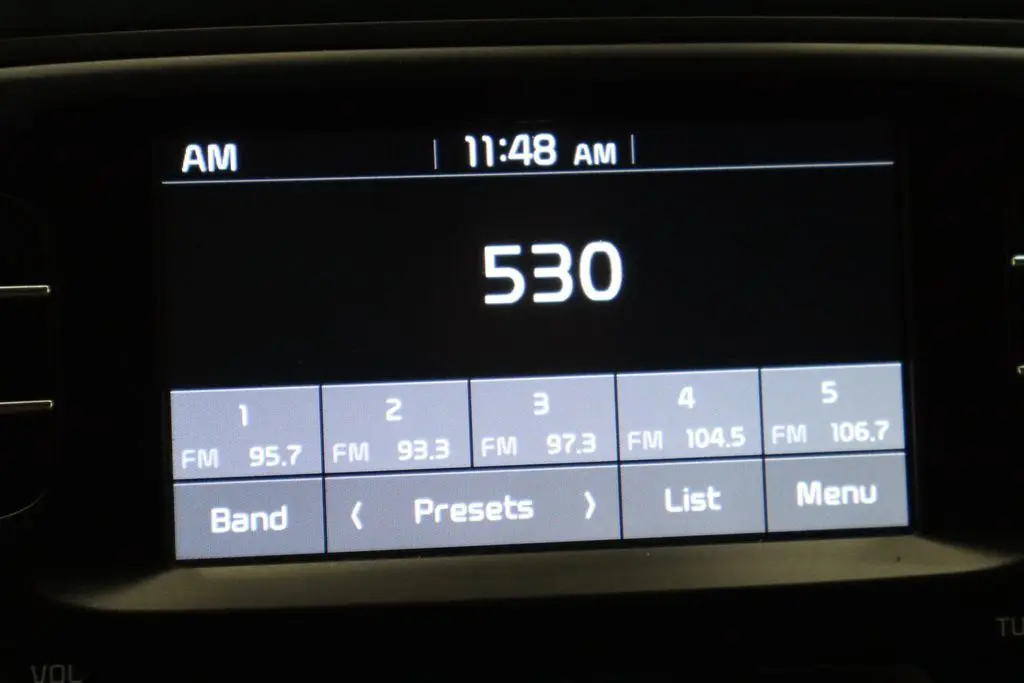 AM 11:48 AM
530
1 2 3 4 5
FM 95.7 FM 93.3 FM 97.3 FM 104.5 FM 106.7
Band ⟨ Presets ⟩ List Menu
VOL TU